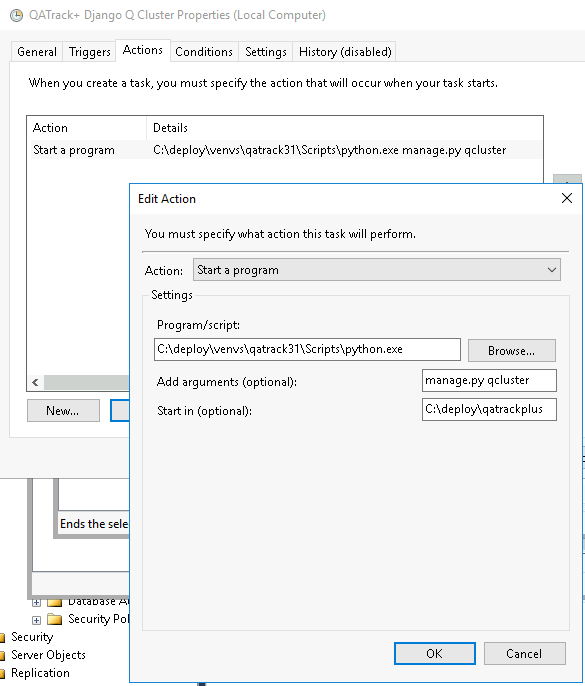 QATrack+ Django Q Cluster Properties (Local Computer)
General Triggers Actions Conditions Settings History (disabled)
When you create a task, you must specify the action that will occur when your task starts.
Action Details
Start a program C:\deploy\venvs\qatrack31\Scripts\python.exe manage.py qcluster
Edit Action
You must specify what action this task will perform.
Action: Start a program
Settings
Program/script:
C:\deploy\venvs\qatrack31\Scripts\python.exe Browse...
Add arguments (optional): manage.py qcluster
Start in (optional): C:\deploy\qatrackplus
New...
Ends the sele
Database Au
Security Pol
Security
Server Objects
Replication
OK Cancel